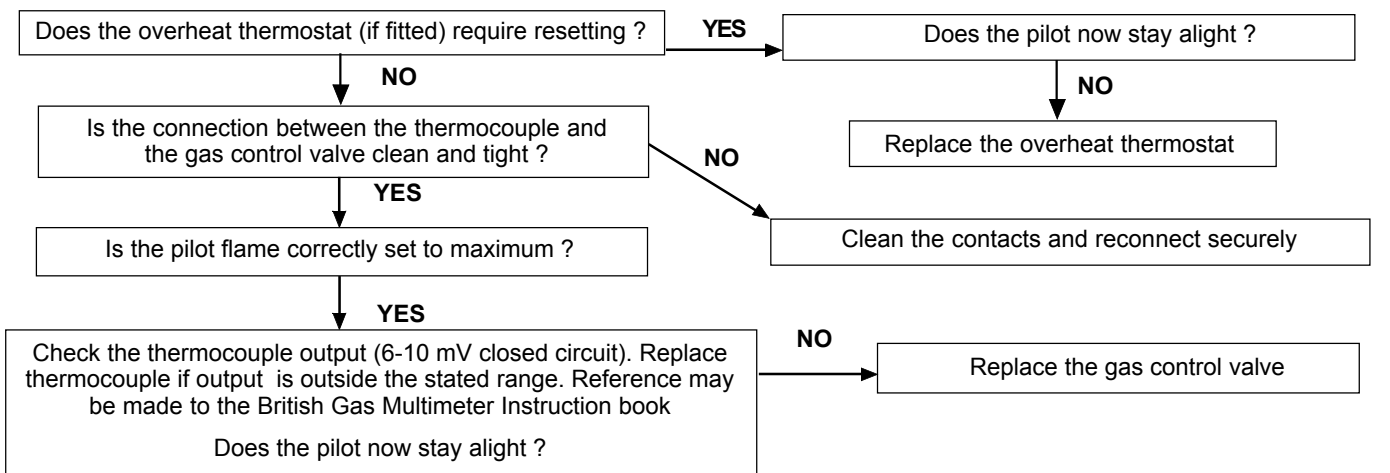 Does the overheat thermostat (if fitted) require resetting ?
YES
Does the pilot now stay alight ?
NO
NO
Replace the overheat thermostat
Is the connection between the thermocouple and
the gas control valve clean and tight ?
NO
YES
Clean the contacts and reconnect securely
Is the pilot flame correctly set to maximum ?
YES
Check the thermocouple output (6-10 mV closed circuit). Replace
thermocouple if output is outside the stated range. Reference may
be made to the British Gas Multimeter Instruction book
Does the pilot now stay alight ?
NO
Replace the gas control valve